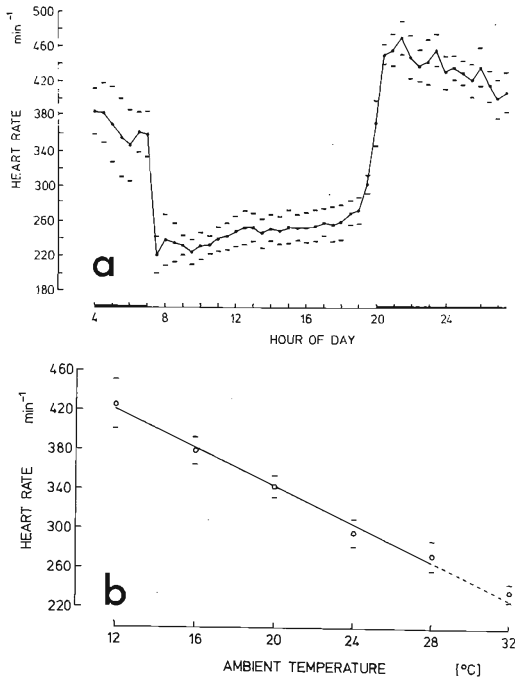 500
min⁻¹
460
420
380
HEART RATE
340
300
260
220
180
a
4 8 12 16 20 24
HOUR OF DAY
460
min⁻¹
420
380
HEART RATE
340
300
260
220
b
12 16 20 24 28 32
AMBIENT TEMPERATURE [°C]